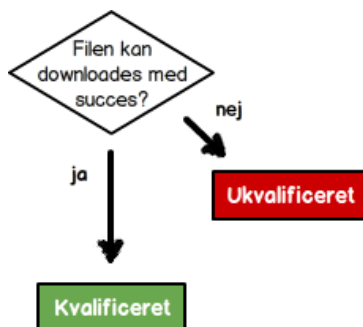 Filen kan
downloades med
succes?
nej
ja
Ukvalificeret
Kvalificeret